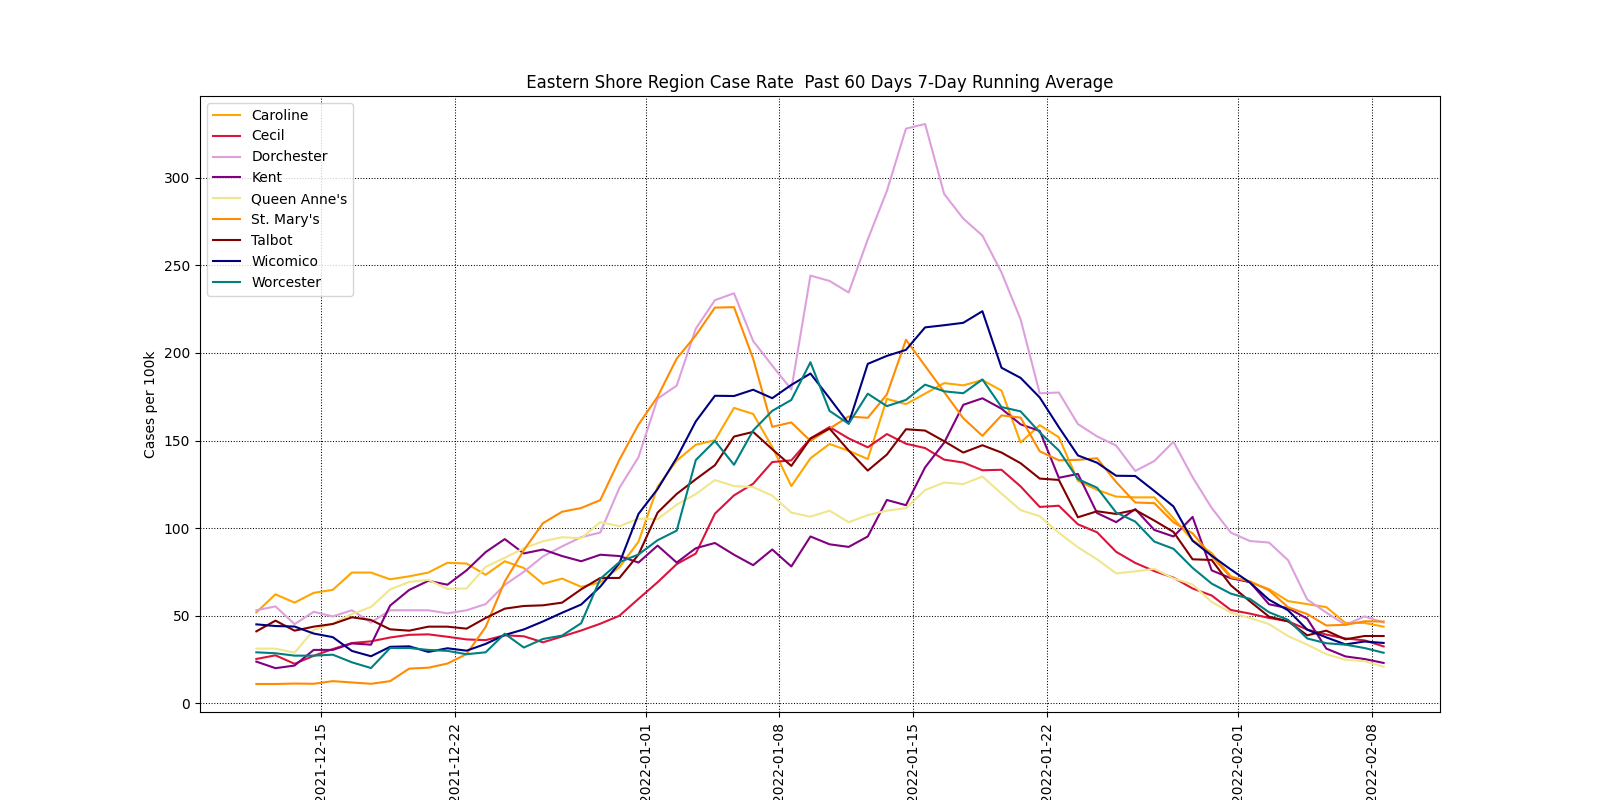 Eastern Shore Region Case Rate  Past 60 Days 7-Day Running Average
Caroline
Cecil
Dorchester
Kent
Queen Anne's
St. Mary's
Talbot
Wicomico
Worcester
Cases per 100k
300
250
200
150
100
50
0
2021-12-15
2021-12-22
2022-01-01
2022-01-08
2022-01-15
2022-01-22
2022-02-01
2022-02-08